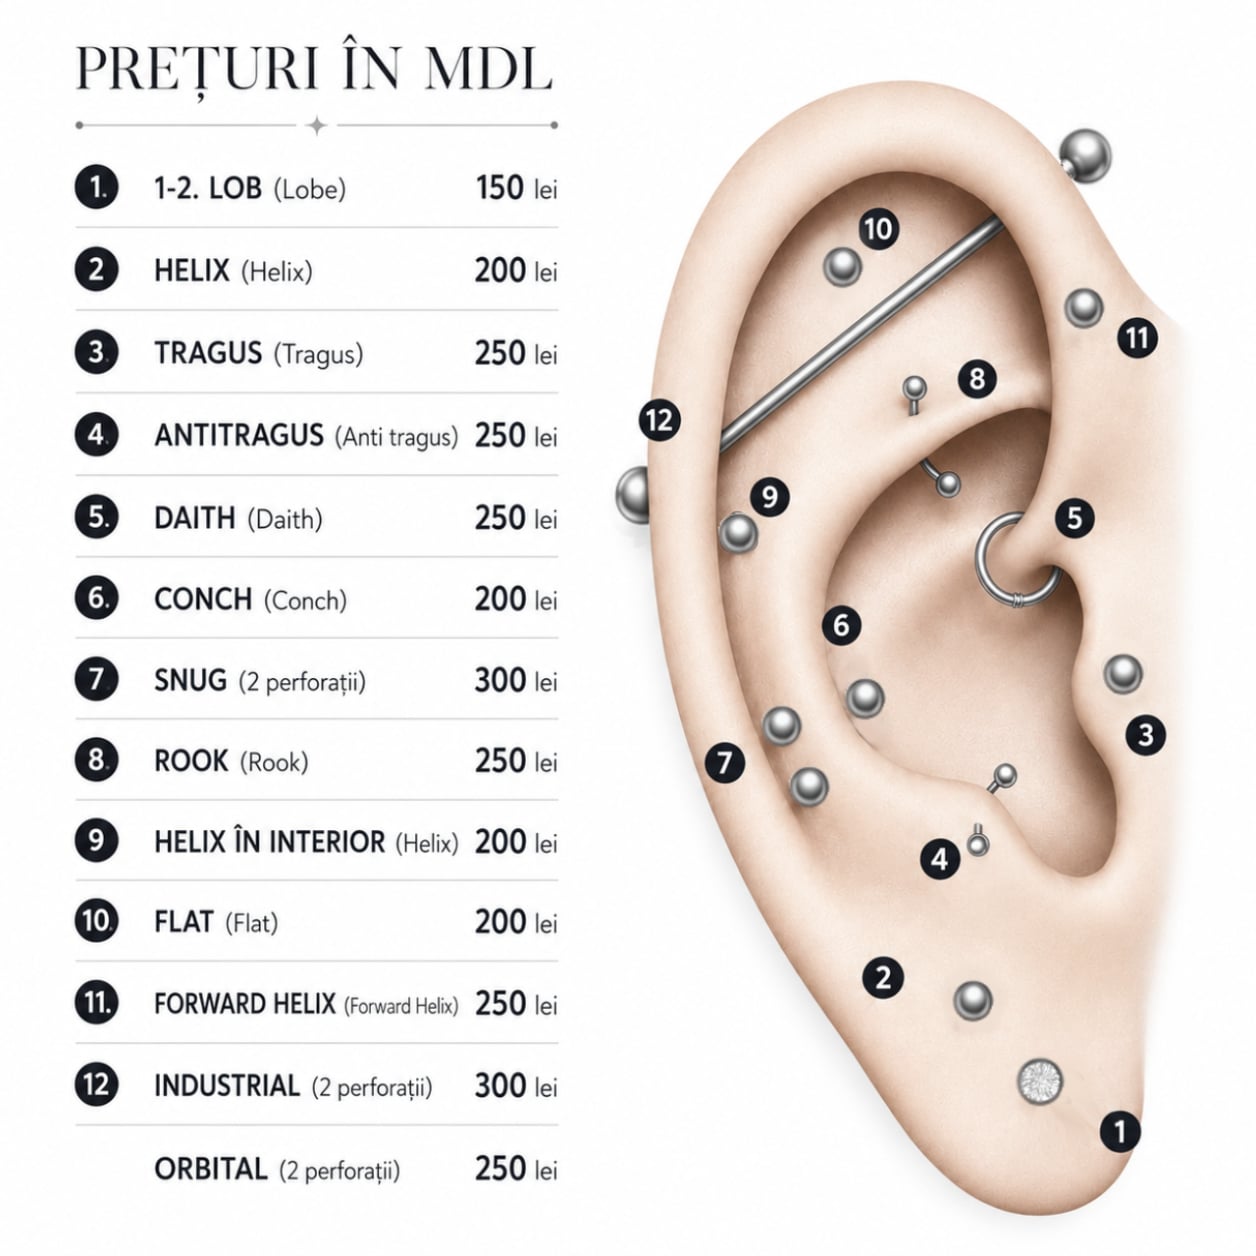 PREȚURI ÎN MDL
1. 1-2. LOB (Lobe) 150 lei
2 HELIX (Helix) 200 lei
3. TRAGUS (Tragus) 250 lei
4. ANTITRAGUS (Anti tragus) 250 lei
5. DAITH (Daith) 250 lei
6. CONCH (Conch) 200 lei
7 SNUG (2 perforații) 300 lei
8. ROOK (Rook) 250 lei
9 HELIX ÎN INTERIOR (Helix) 200 lei
10. FLAT (Flat) 200 lei
11. FORWARD HELIX (Forward Helix) 250 lei
12 INDUSTRIAL (2 perforații) 300 lei
ORBITAL (2 perforații) 250 lei
10
11
8
12
9
5
6
3
7
4
2
1